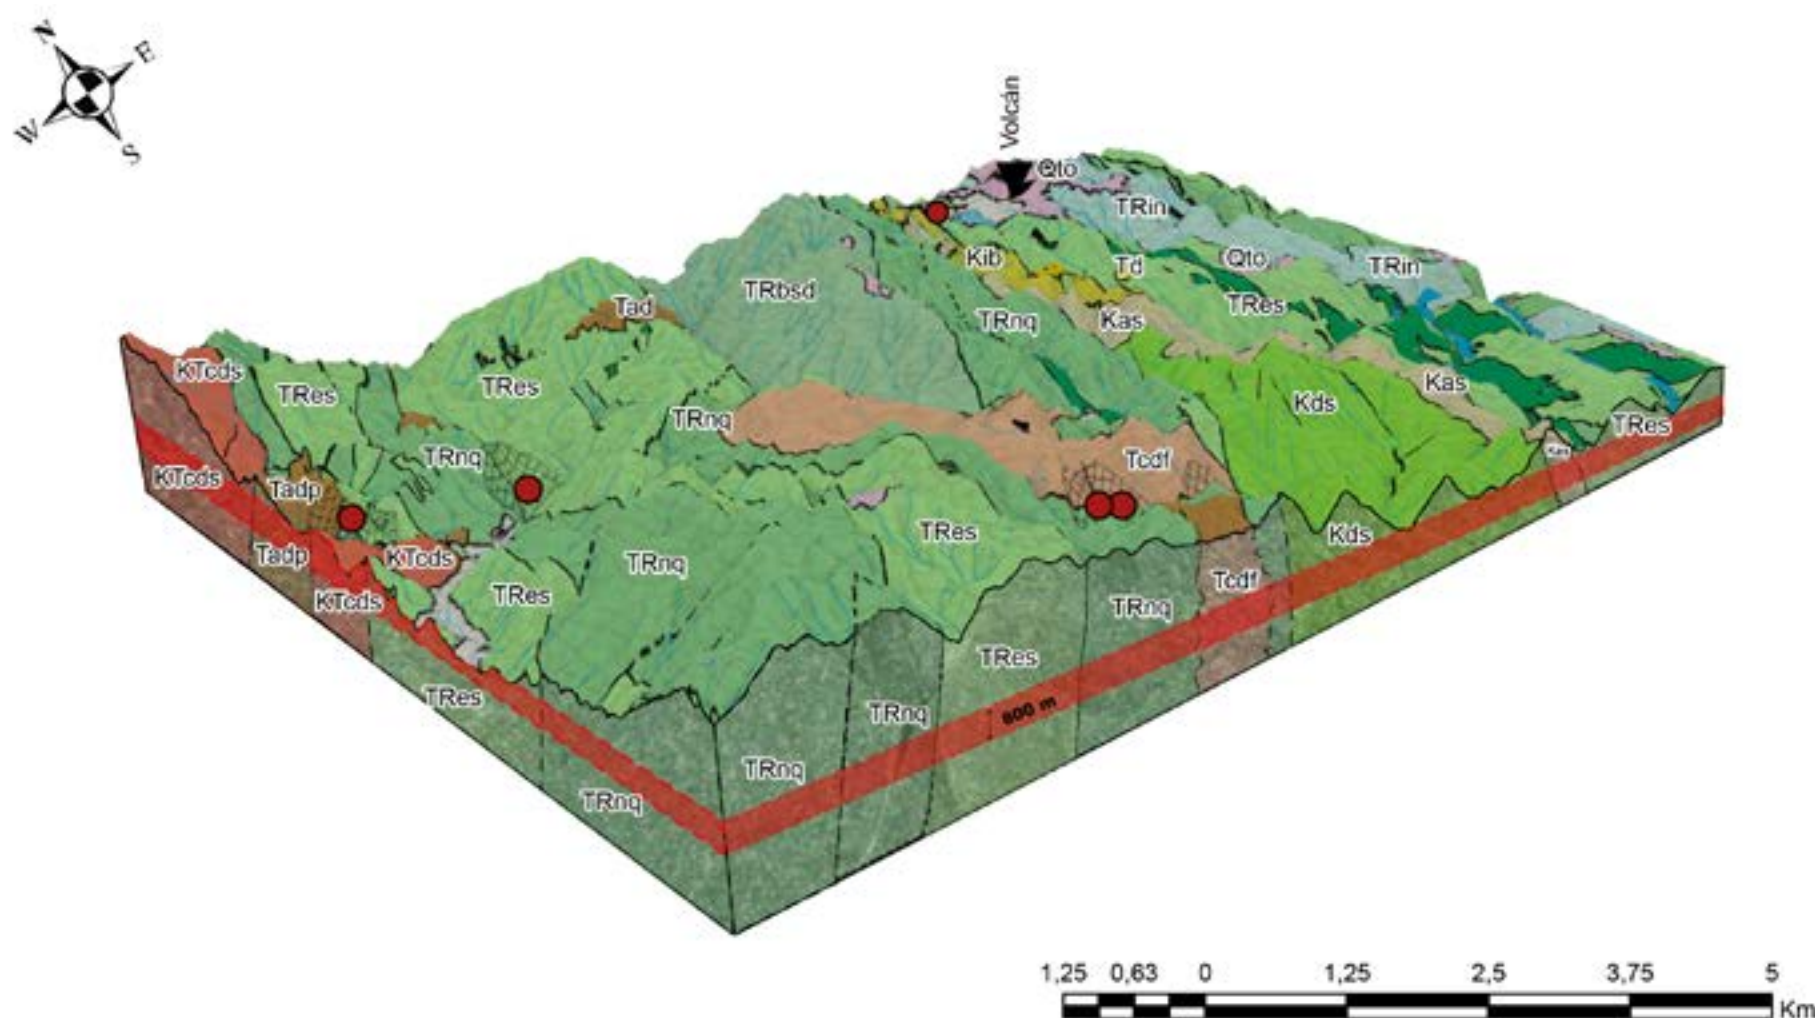 N
E
W
S
Volcán
Qto
TRin
Kib
Td
Qto
TRin
TRbsd
Tad
TRnq
Kas
TRes
KTcds
TRes
TRes
Kas
Kds
TRnq
TRnq
Tcdf
TRes
Kas
KTcds
Tadp
TRes
Kds
Tadp
KTcds
TRnq
Tcdf
KTcds
TRes
TRnq
TRes
TRes
TRnq
800 m
TRnq
TRnq
1,25 0,63 0 1,25 2,5 3,75 5
Km